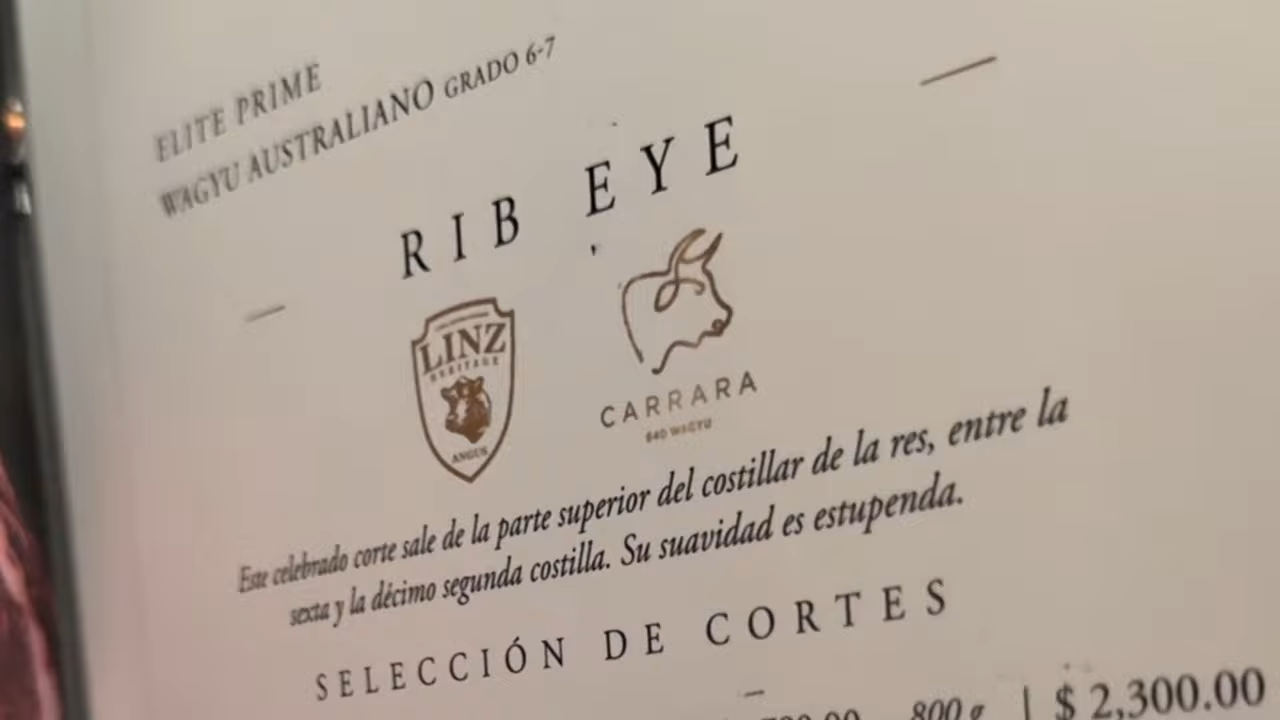 ELITE PRIME
WAGYU AUSTRALIANO GRADO 6-7
RIB EYE
LINZ
HERITAGE
ANGUS
CARRARA
640 WAGYU
Este celebrado corte sale de la parte superior del costillar de la res, entre la
sexta y la décimo segunda costilla. Su suavidad es estupenda.
SELECCIÓN DE CORTES
800 g | $ 2,300.00